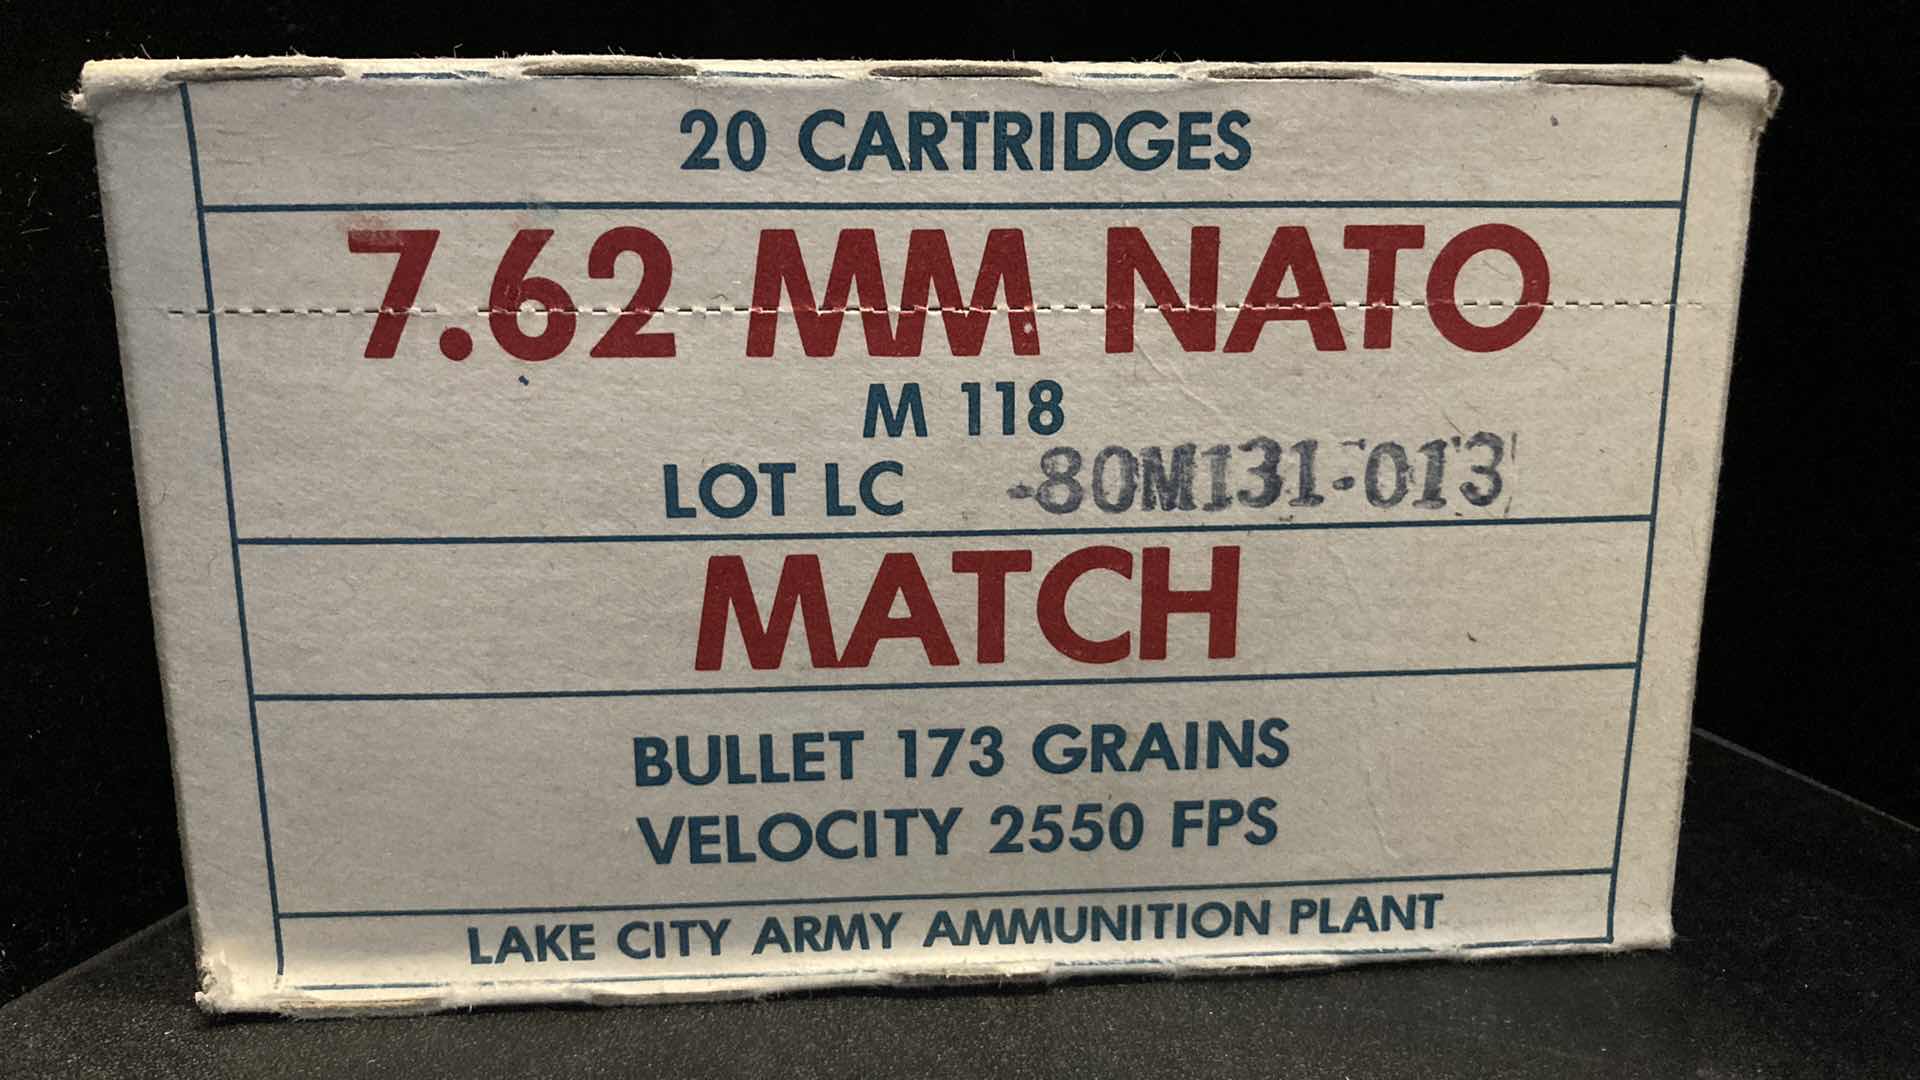 20 CARTRIDGES
7.62 MM NATO
M 118
LOT LC -80M131-013
MATCH
BULLET 173 GRAINS
VELOCITY 2550 FPS
LAKE CITY ARMY AMMUNITION PLANT